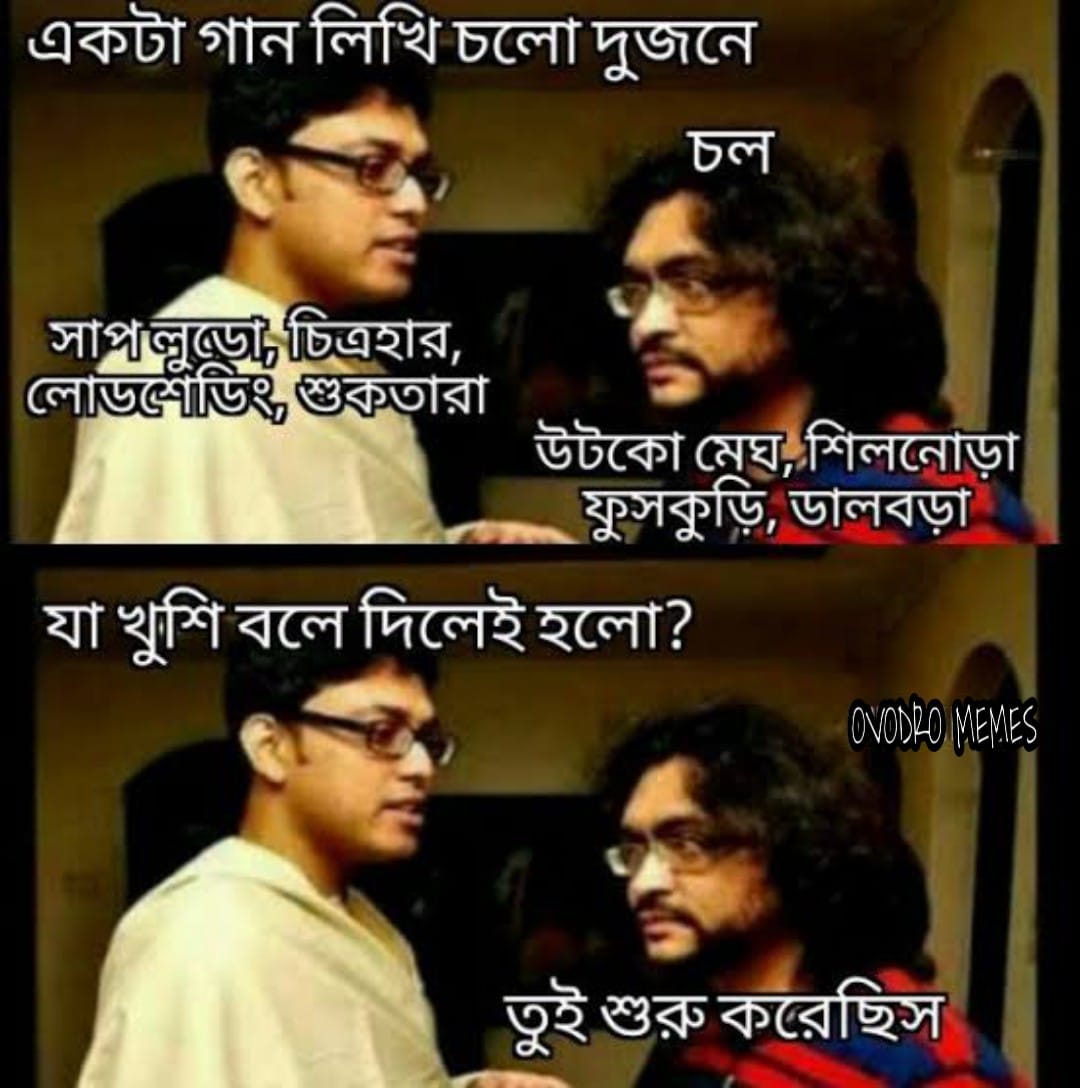 একটা গান লিখি চলো দুজনে
চল
সাপ লুডো, চিত্রহার,
লোডশেডিং, শুকতারা
উটকো মেঘ, শিলনোড়া
ফুসকুড়ি, ডালবড়া
যা খুশি বলে দিলেই হলো?
OVODRO MEMES
তুই শুরু করেছিস